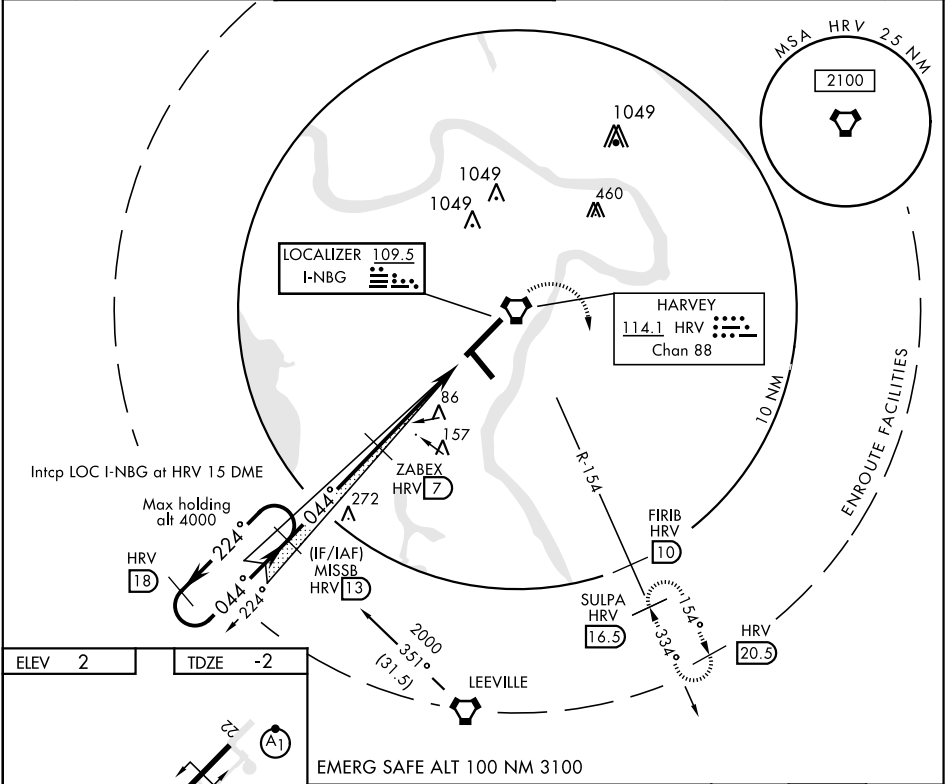 MSA HRV 25 NM
2100
1049
1049
1049
460
LOCALIZER 109.5
I-NBG
HARVEY
114.1 HRV
Chan 88
10 NM
ENROUTE FACILITIES
86
157
ZABEX
HRV 7
R-154
Intcp LOC I-NBG at HRV 15 DME
Max holding
alt 4000
272
044°
224°
044°
224°
HRV
18
(IF/IAF)
MISSB
HRV 13
FIRIB
HRV
10
SULPA
HRV
16.5
154°
334°
HRV
20.5
2000
351°
(31.5)
LEEVILLE
ELEV 2
TDZE -2
22
A1
EMERG SAFE ALT 100 NM 3100